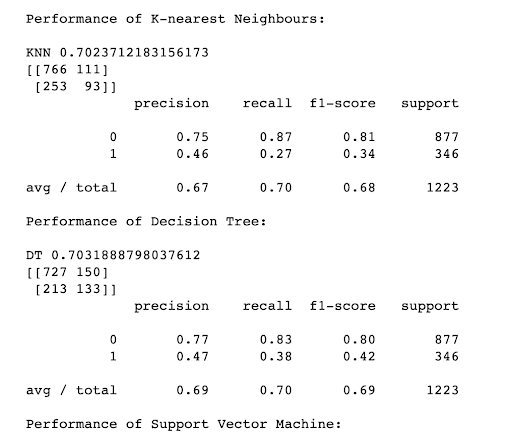 Performance of K-nearest Neighbours:
KNN 0.7023712183156173
[[766 111]
[253 93]]
precision recall f1-score support
0 0.75 0.87 0.81 877
1 0.46 0.27 0.34 346
avg / total 0.67 0.70 0.68 1223
Performance of Decision Tree:
DT 0.7031888798037612
[[727 150]
[213 133]]
precision recall f1-score support
0 0.77 0.83 0.80 877
1 0.47 0.38 0.42 346
avg / total 0.69 0.70 0.69 1223
Performance of Support Vector Machine: